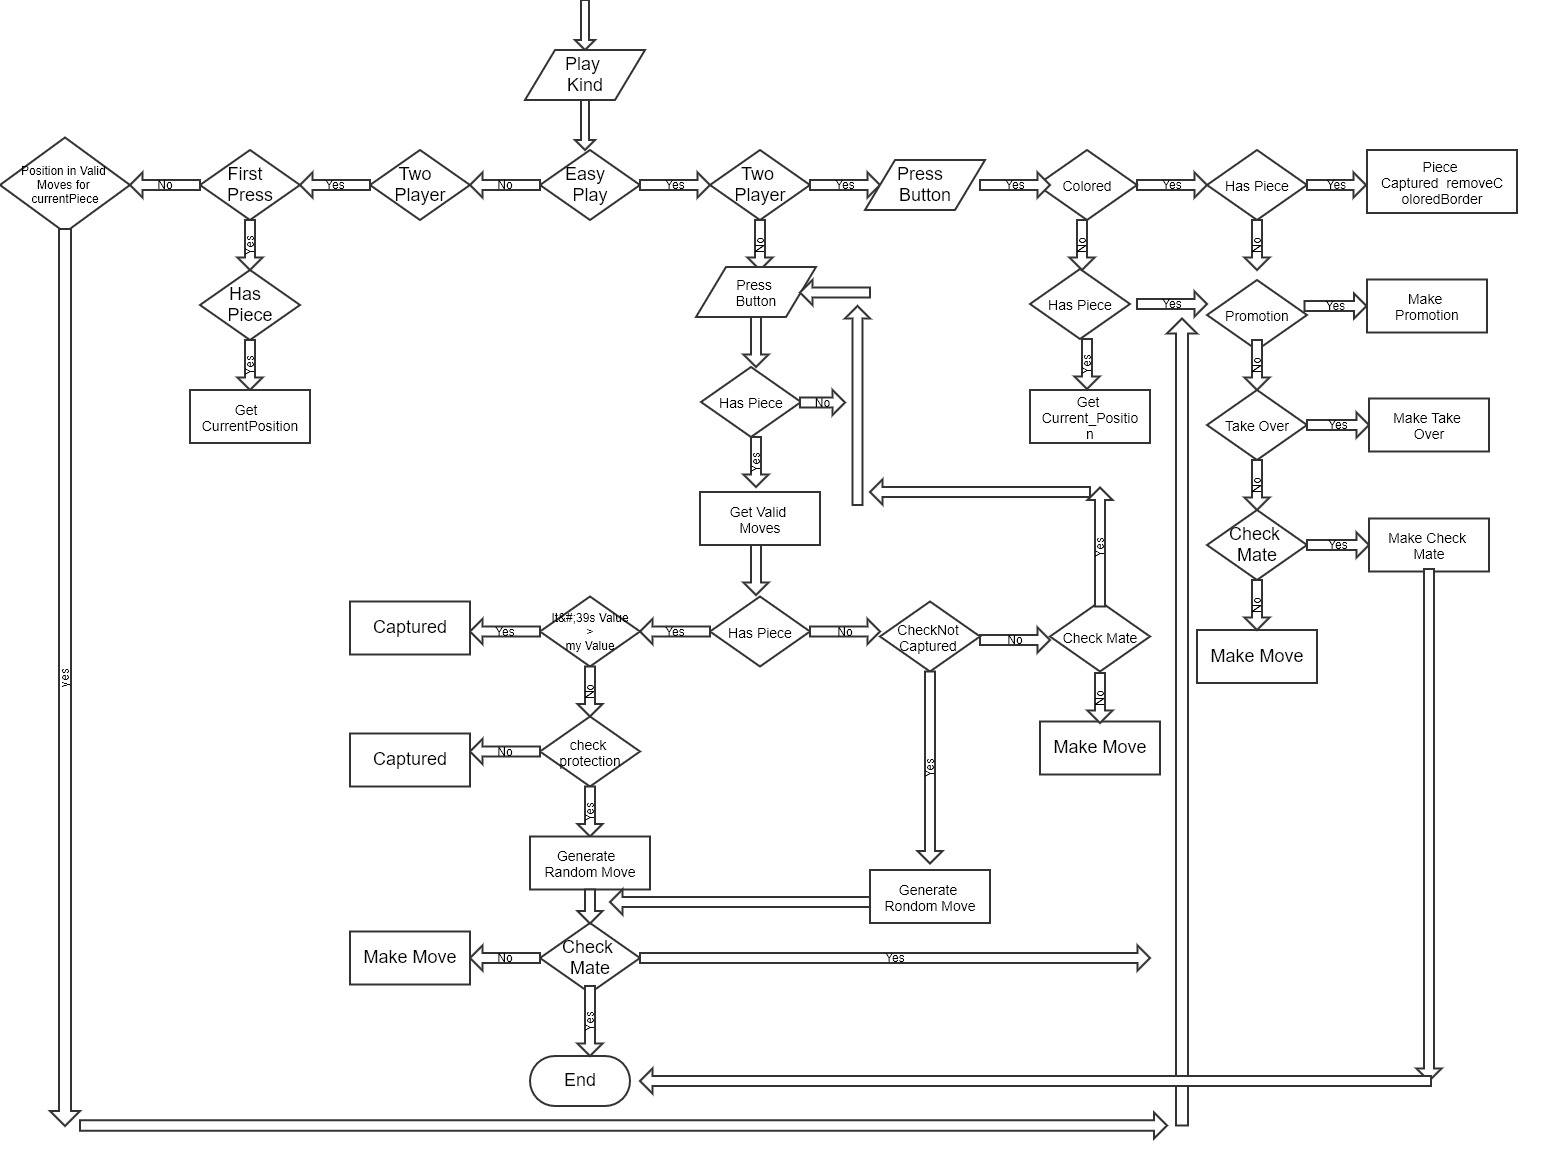 Play
Kind
Position in Valid
Moves for
currentPiece
No
First
Press
Yes
Two
Player
No
Easy
Play
Yes
Two
Player
Yes
Press
Button
Yes
Colored
Yes
Has Piece
Yes
Piece
Captured removeC
oloredBorder
Yes
No
No
No
Has
Piece
Press
Button
Has Piece
Yes
Promotion
Yes
Make
Promotion
Yes
Yes
No
Get
CurrentPosition
Has Piece
No
Get
Current_Positio
n
Take Over
Yes
Make Take
Over
Yes
No
Get Valid
Moves
Yes
Check
Mate
Yes
Make Check
Mate
No
Captured
Yes
It&#;39s Value
>
my Value
Yes
Has Piece
No
CheckNot
Captured
No
Check Mate
Make Move
Yes
No
No
Captured
No
check
protection
Make Move
Yes
Yes
Generate
Random Move
Generate
Rondom Move
Make Move
No
Check
Mate
Yes
Yes
End